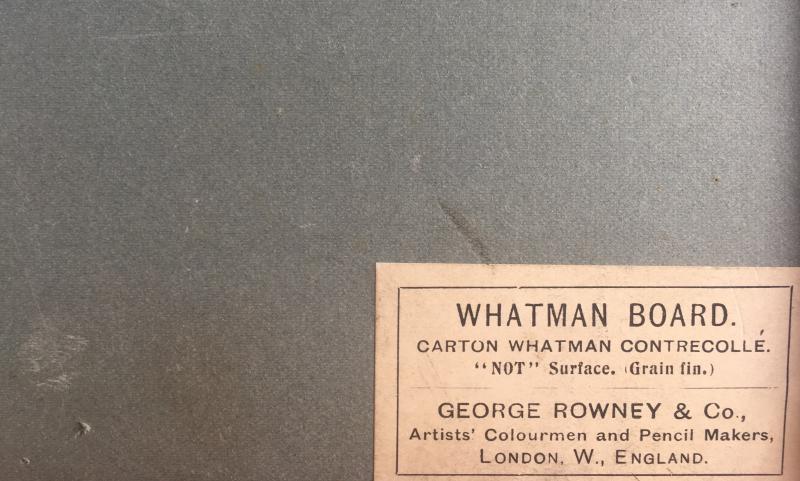 WHATMAN BOARD.
CARTON WHATMAN CONTRECOLLÉ.
"NOT" Surface. (Grain fin.)
GEORGE ROWNEY & Co.,
Artists' Colourmen and Pencil Makers,
LONDON, W., ENGLAND.